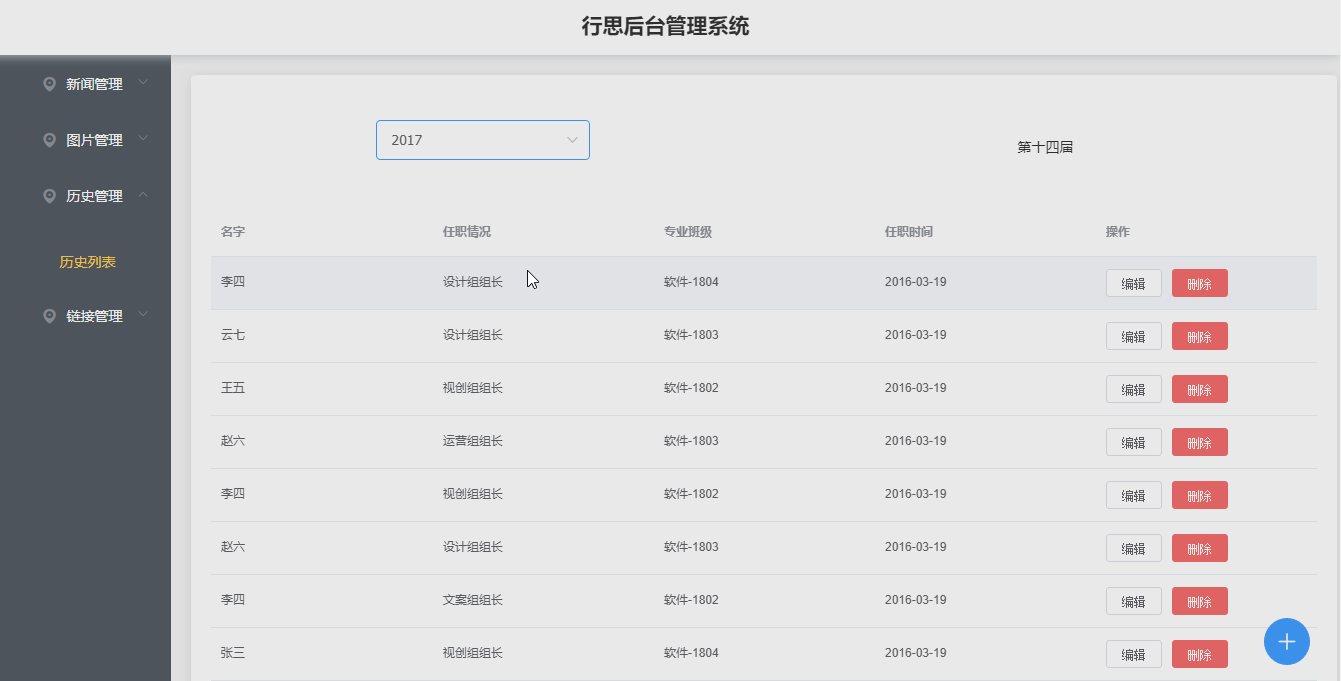 行思后台管理系统
新闻管理
图片管理
历史管理
历史列表
链接管理
2017
第十四届
名字 任职情况 专业班级 任职时间 操作
李四 设计组组长 软件-1804 2016-03-19 编辑 删除
云七 设计组组长 软件-1803 2016-03-19 编辑 删除
王五 视创组组长 软件-1802 2016-03-19 编辑 删除
赵六 运营组组长 软件-1803 2016-03-19 编辑 删除
李四 视创组组长 软件-1802 2016-03-19 编辑 删除
赵六 设计组组长 软件-1803 2016-03-19 编辑 删除
李四 文案组组长 软件-1802 2016-03-19 编辑 删除
张三 视创组组长 软件-1804 2016-03-19 编辑 删除